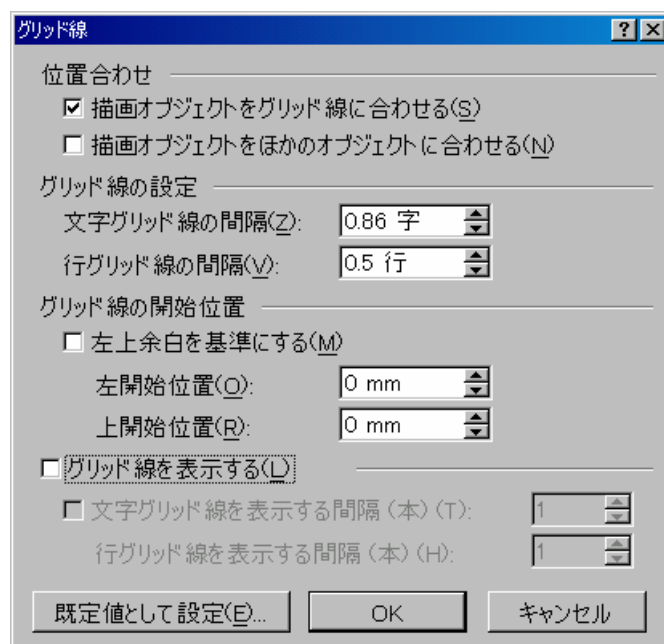 グリッド線
位置合わせ
描画オブジェクトをグリッド線に合わせる(S)
描画オブジェクトをほかのオブジェクトに合わせる(N)
グリッド線の設定
文字グリッド線の間隔(Z): 0.86 字
行グリッド線の間隔(V): 0.5 行
グリッド線の開始位置
左上余白を基準にする(M)
左開始位置(O): 0 mm
上開始位置(R): 0 mm
グリッド線を表示する(L)
文字グリッド線を表示する間隔(本)(T): 1
行グリッド線を表示する間隔(本)(H): 1
既定値として設定(E)... OK キャンセル